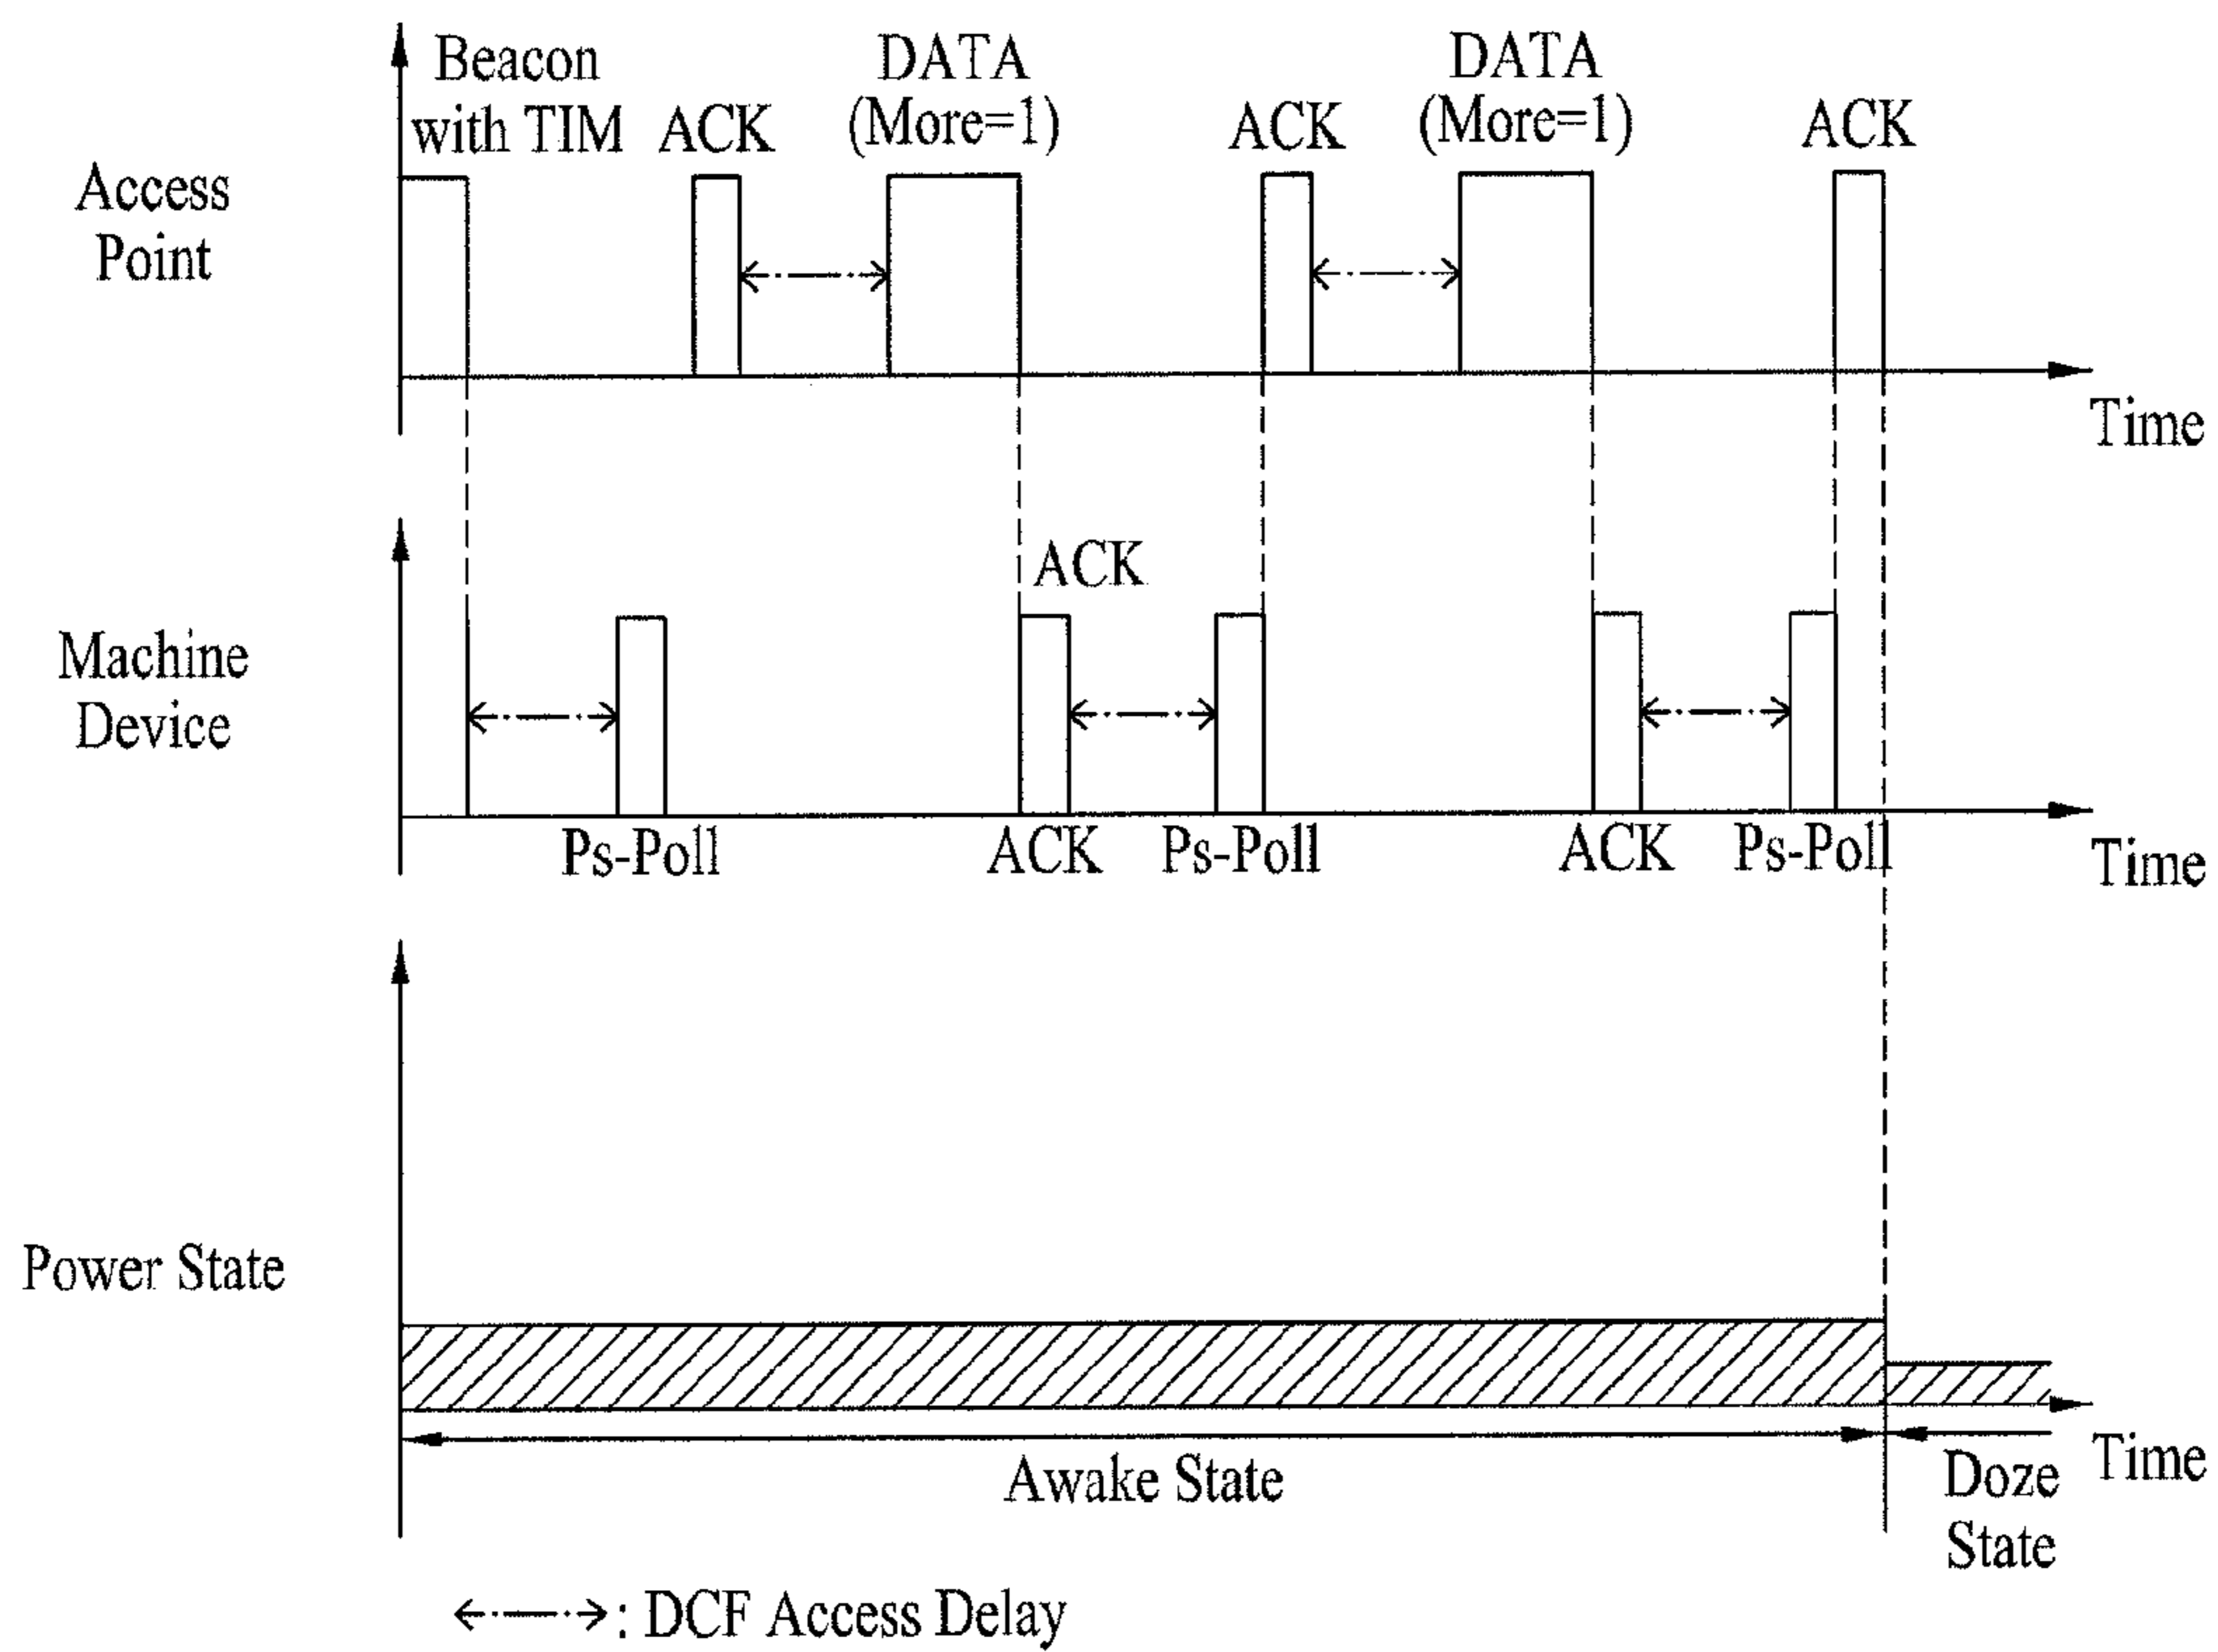 Beacon
with TIM
ACK
DATA
(More=1)
ACK
DATA
(More=1)
ACK
Access
Point
Time
ACK
Machine
Device
Ps-Poll
ACK
Ps-Poll
ACK
Ps-Poll
Time
Power State
Awake State
Doze
State
Time
: DCF Access Delay